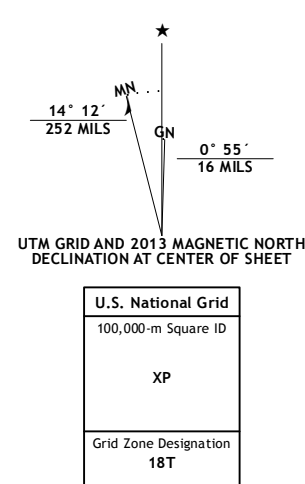 MN
14° 12´
252 MILS
GN
0° 55´
16 MILS
UTM GRID AND 2013 MAGNETIC NORTH
DECLINATION AT CENTER OF SHEET
U.S. National Grid
100,000-m Square ID
XP
Grid Zone Designation
18T